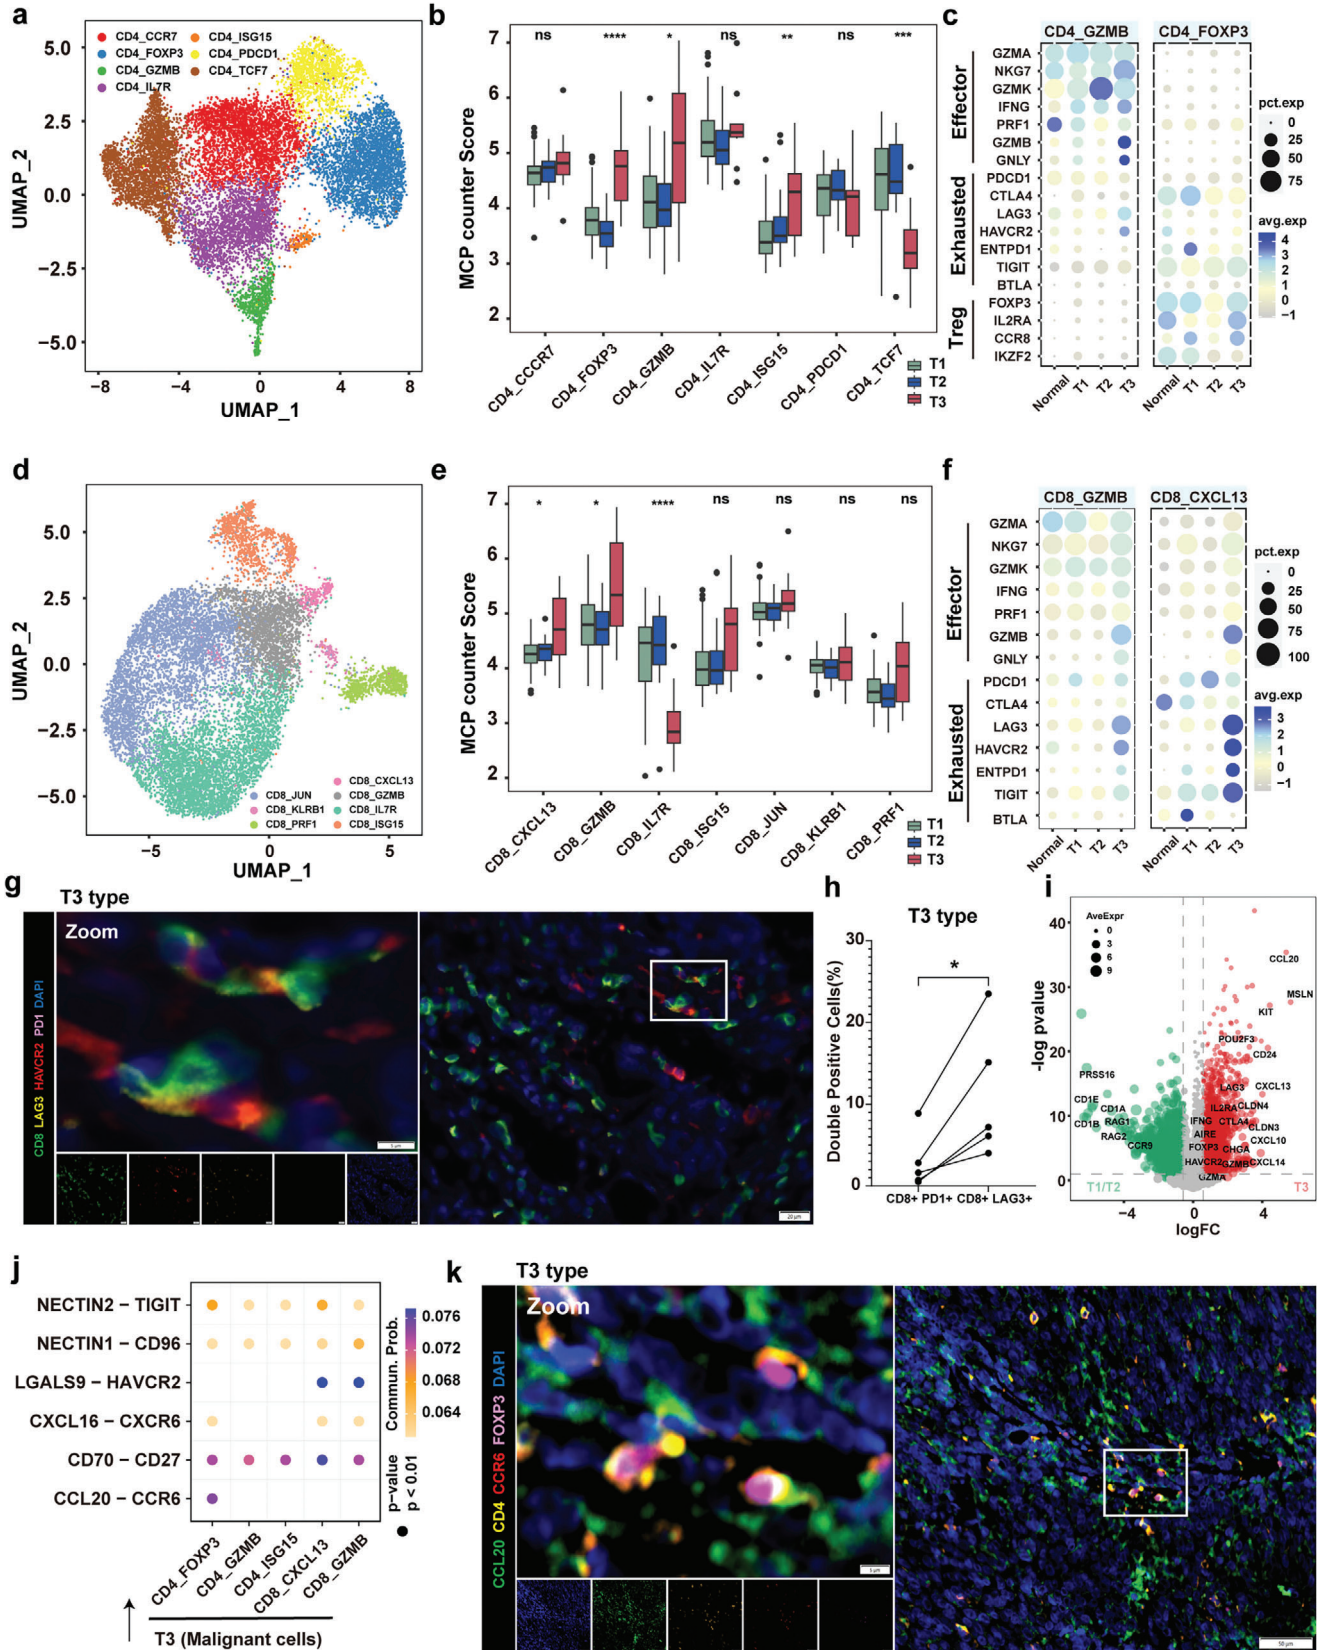 a
UMAP_2
5.0
2.5
0.0
−2.5
−5.0
CD4_CCR7
CD4_FOXP3
CD4_GZMB
CD4_IL7R
CD4_ISG15
CD4_PDCD1
CD4_TCF7
−8
−4
0
4
8
UMAP_1
b
MCP counter Score
7
6
5
4
3
2
ns
****
*
ns
**
ns
***
CD4_CCCR7
CD4_FOXP3
CD4_GZMB
CD4_IL7R
CD4_ISG15
CD4_PDCD1
CD4_TCF7
T1
T2
T3
c
CD4_GZMB
CD4_FOXP3
Effector
Exhausted
Treg
GZMA
NKG7
GZMK
IFNG
PRF1
GZMB
GNLY
PDCD1
CTLA4
LAG3
HAVCR2
ENTPD1
TIGIT
BTLA
FOXP3
IL2RA
CCR8
IKZF2
Normal
T1
T2
T3
Normal
T1
T2
T3
pct.exp
0
25
50
75
avg.exp
4
3
2
1
0
−1
d
UMAP_2
5.0
2.5
0.0
−2.5
−5.0
CD8_CXCL13
CD8_JUN
CD8_GZMB
CD8_KLRB1
CD8_IL7R
CD8_PRF1
CD8_ISG15
−5
0
5
UMAP_1
e
MCP counter Score
7
6
5
4
3
2
*
*
****
ns
ns
ns
ns
CD8_CXCL13
CD8_GZMB
CD8_IL7R
CD8_ISG15
CD8_JUN
CD8_KLRB1
CD8_PRF1
T1
T2
T3
f
CD8_GZMB
CD8_CXCL13
Effector
Exhausted
GZMA
NKG7
GZMK
IFNG
PRF1
GZMB
GNLY
PDCD1
CTLA4
LAG3
HAVCR2
ENTPD1
TIGIT
BTLA
Normal
T1
T2
T3
Normal
T1
T2
T3
pct.exp
0
25
50
75
100
avg.exp
3
2
1
0
−1
g
T3 type
CD8 LAG3 HAVCR2 PD1 DAPI
Zoom
5 μm
20 μm
h
T3 type
Double Positive Cells(%)
30
20
10
0
*
CD8+ PD1+
CD8+ LAG3+
i
-log pvalue
40
20
10
0
AveExpr
0
3
6
9
CCL20
MSLN
KIT
POU2F3
CD24
PRSS16
LAG3
CXCL13
CD1E
CD1A
IL2RA
CLDN4
CD1B
RAG1
IFNG
CTLA4
CLDN3
RAG2
AIRE
CXCL10
CCR9
FOXP3
CHGA
HAVCR2
GZMB
CXCL14
GZMA
T1/T2
T3
−4
0
4
logFC
j
NECTIN2 − TIGIT
NECTIN1 − CD96
LGALS9 − HAVCR2
CXCL16 − CXCR6
CD70 − CD27
CCL20 − CCR6
CD4_FOXP3
CD4_GZMB
CD4_ISG15
CD8_CXCL13
CD8_GZMB
T3 (Malignant cells)
Commun. Prob.
0.076
0.072
0.068
0.064
p−value
p < 0.01
k
T3 type
CCL20 CD4 CCR6 FOXP3 DAPI
Zoom
5 μm
50 μm